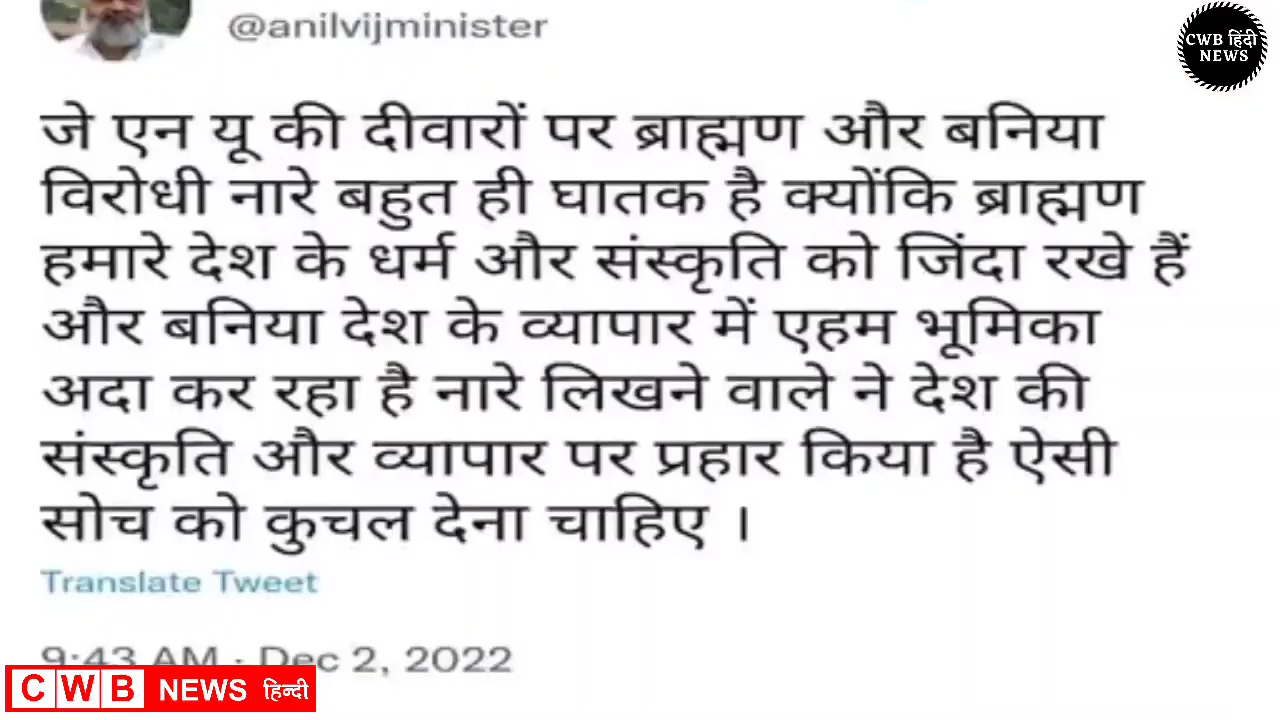 @anilvijminister
CWB हिंदी
NEWS
जे एन यू की दीवारों पर ब्राह्मण और बनिया
विरोधी नारे बहुत ही घातक है क्योंकि ब्राह्मण
हमारे देश के धर्म और संस्कृति को जिंदा रखे हैं
और बनिया देश के व्यापार में एहम भूमिका
अदा कर रहा है नारे लिखने वाले ने देश की
संस्कृति और व्यापार पर प्रहार किया है ऐसी
सोच को कुचल देना चाहिए ।
Translate Tweet
9:43 AM · Dec 2, 2022
CWB NEWS हिन्दी